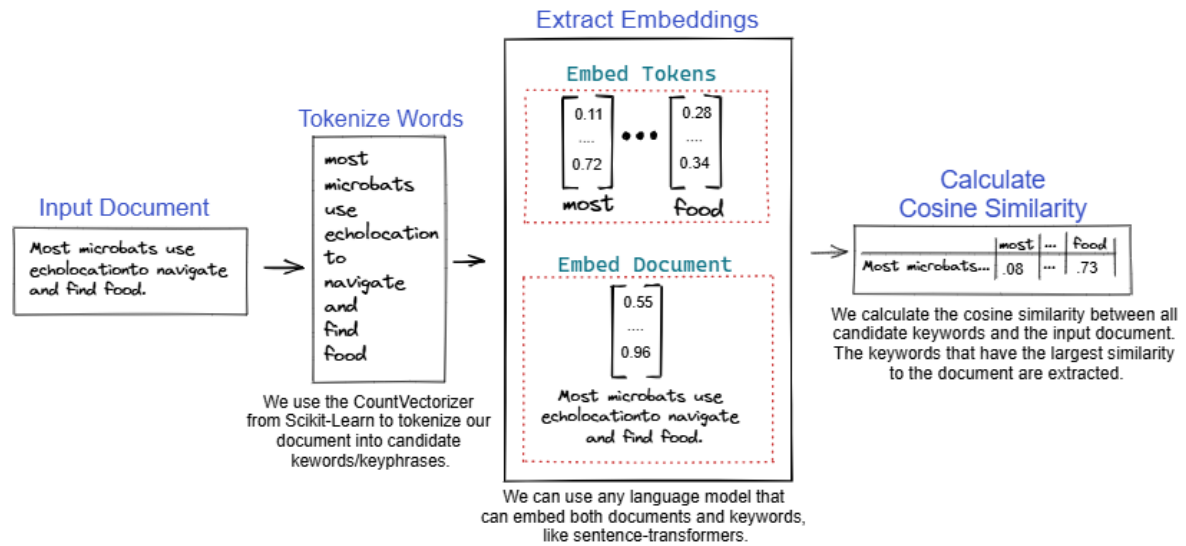 Input Document
Most microbats use
echolocationto navigate
and find food.
Tokenize Words
most
microbats
use
echolocation
to
navigate
and
find
food
We use the CountVectorizer
from Scikit-Learn to tokenize our
document into candidate
kewords/keyphrases.
Extract Embeddings
Embed Tokens
0.11
....
0.72
most
•••
0.28
....
0.34
food
Embed Document
0.55
....
0.96
Most microbats use
echolocationto navigate
and find food.
We can use any language model that
can embed both documents and keywords,
like sentence-transformers.
Calculate
Cosine Similarity
most ... food
Most microbats... .08 ... .73
We calculate the cosine similarity between all
candidate keywords and the input document.
The keywords that have the largest similarity
to the document are extracted.